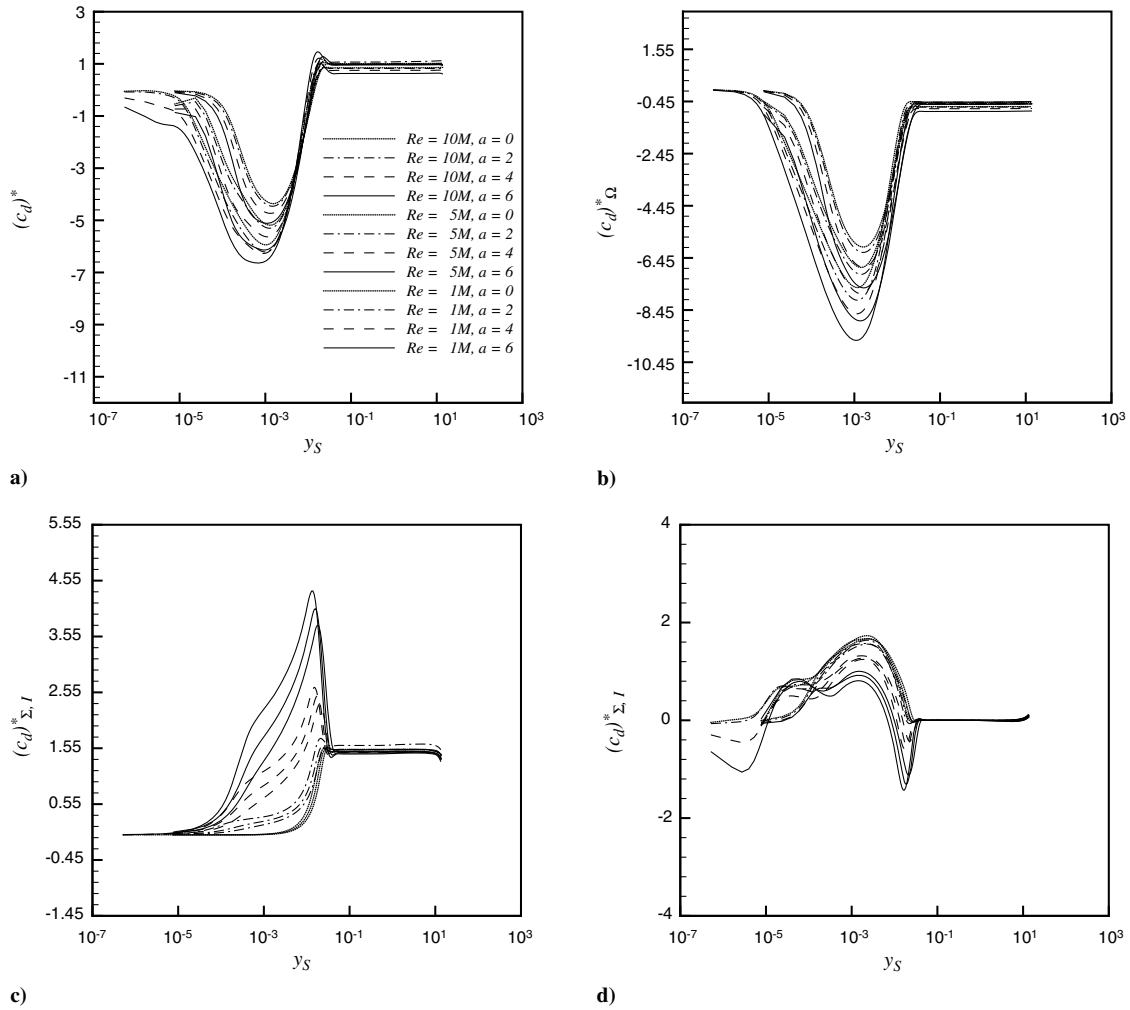 3
1
-1
-3
-5
-7
-9
-11
(c_d)^*
Re = 10M, a = 0
Re = 10M, a = 2
Re = 10M, a = 4
Re = 10M, a = 6
Re = 5M, a = 0
Re = 5M, a = 2
Re = 5M, a = 4
Re = 5M, a = 6
Re = 1M, a = 0
Re = 1M, a = 2
Re = 1M, a = 4
Re = 1M, a = 6
10^-7 10^-5 10^-3 10^-1 10^1 10^3
y_S
a)
1.55
-0.45
-2.45
-4.45
-6.45
-8.45
-10.45
(c_d)^*_Ω
10^-7 10^-5 10^-3 10^-1 10^1 10^3
y_S
b)
5.55
4.55
3.55
2.55
1.55
0.55
-0.45
-1.45
(c_d)^*_Σ, I
10^-7 10^-5 10^-3 10^-1 10^1 10^3
y_S
c)
4
2
0
-2
-4
(c_d)^*_Σ, I
10^-7 10^-5 10^-3 10^-1 10^1 10^3
y_S
d)